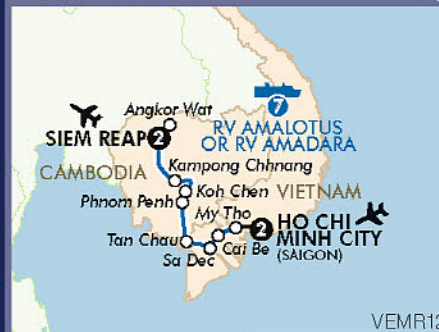 Angkor Wat
7
SIEM REAP 2
RV AMALOTUS
OR RV AMADARA
Kampong Chhnang
CAMBODIA
Koh Chen
VIETNAM
Phnom Penh
My Tho
2 HO CHI
MINH CITY
(SAIGON)
Tan Chau
Cai Be
Sa Dec